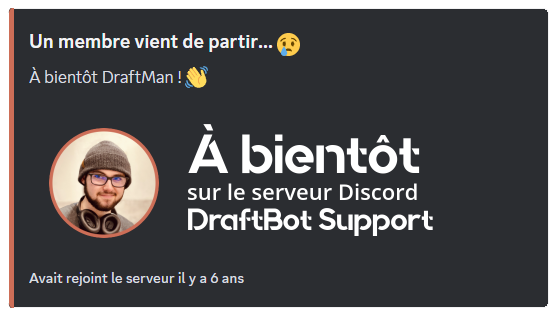 Un membre vient de partir... 😢
À bientôt DraftMan ! 👋
À bientôt
sur le serveur Discord
DraftBot Support
Avait rejoint le serveur il y a 6 ans